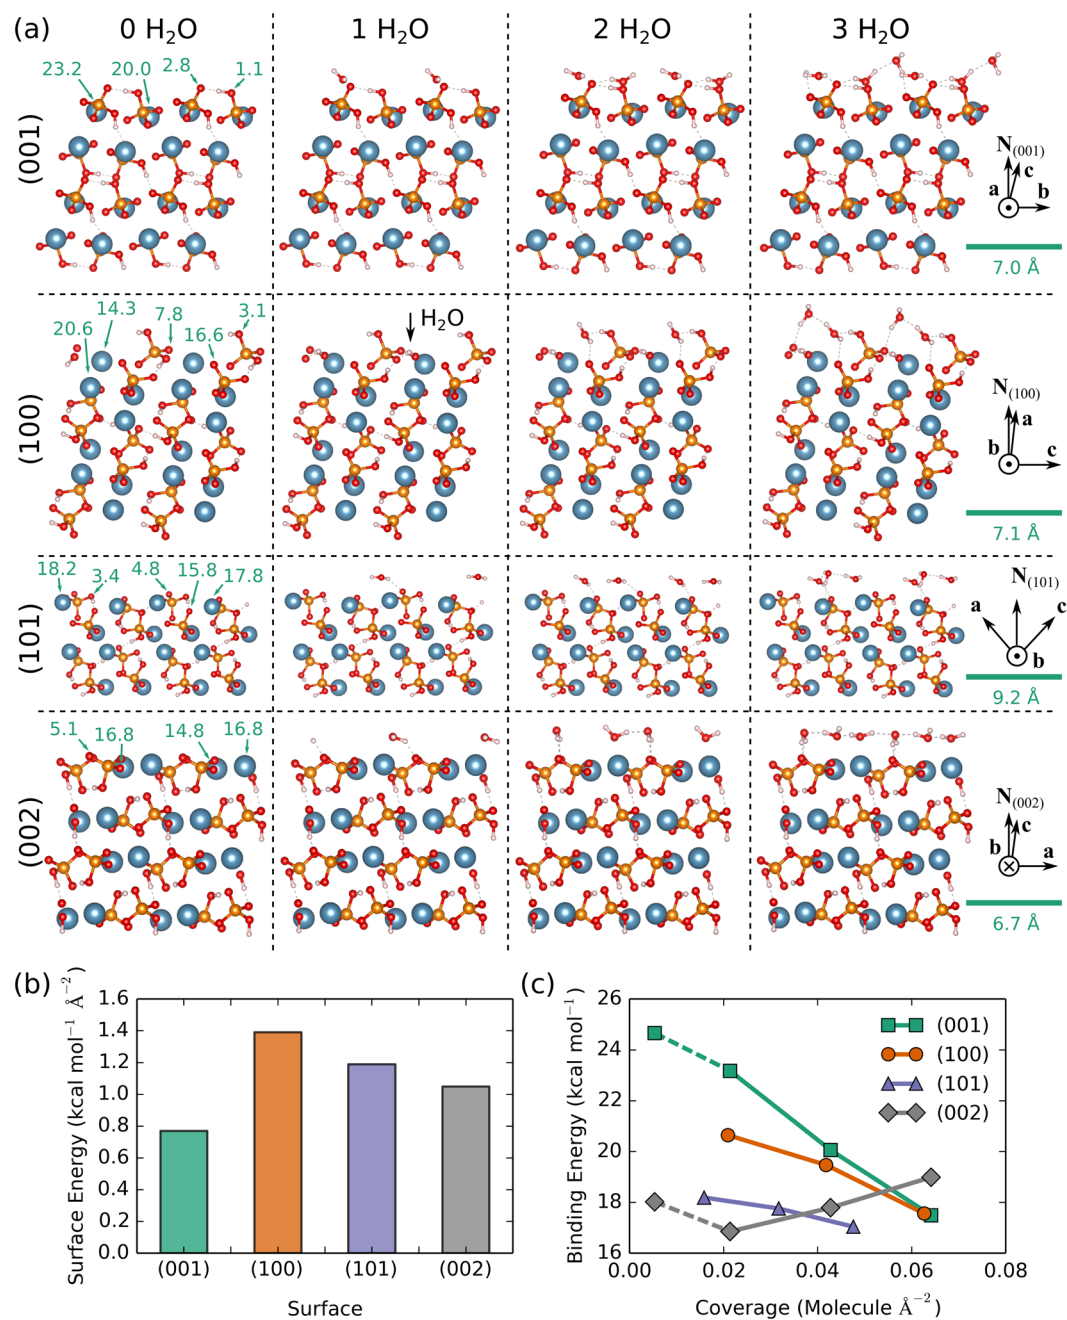 (a)
0 H₂O
1 H₂O
2 H₂O
3 H₂O
(001)
23.2
20.0
2.8
1.1
N(001)
c
a
b
7.0 Å
(100)
20.6
14.3
7.8
16.6
3.1
H₂O
N(100)
a
b
c
7.1 Å
(101)
18.2
3.4
4.8
15.8
17.8
N(101)
a
c
b
9.2 Å
(002)
5.1
16.8
14.8
16.8
N(002)
c
b
a
6.7 Å
(b)
Surface Energy (kcal mol⁻¹ Å⁻²)
1.6
1.4
1.2
1.0
0.8
0.6
0.4
0.2
0.0
(001)
(100)
(101)
(002)
Surface
(c)
Binding Energy (kcal mol⁻¹)
26
24
22
20
18
16
(001)
(100)
(101)
(002)
0.00
0.02
0.04
0.06
0.08
Coverage (Molecule Å⁻²)